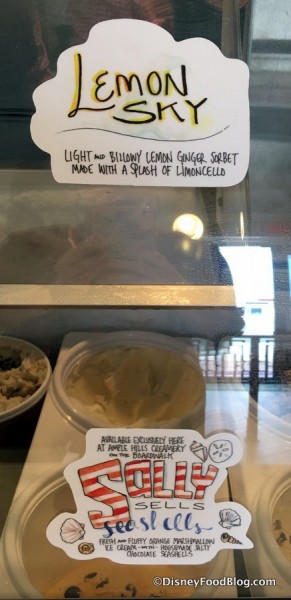 LEMON
SKY
LIGHT AND BILLOWY LEMON GINGER SORBET
MADE WITH A SPLASH OF LIMONCELLO
AVAILABLE EXCLUSIVELY HERE
AT AMPLE HILLS CREAMERY
ON THE BOARDWALK
SALLY
SELLS
seashells
FRESH AND FLUFFY ORANGE MARSHMALLOW
ICE CREAM -WITH- HOUSEMADE SALTY
CHOCOLATE SEASHELLS
©DisneyFoodBlog.com